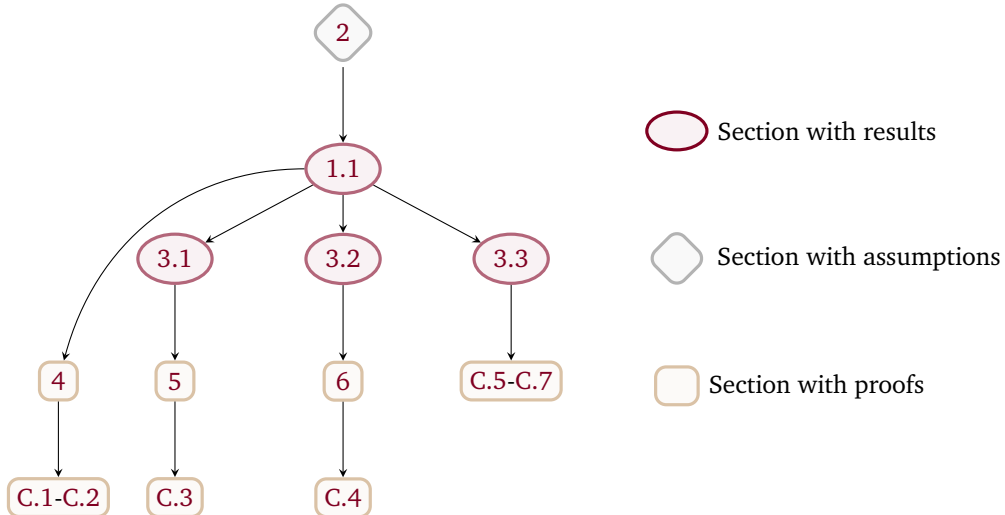 2
1.1
Section with results
3.1
3.2
3.3
Section with assumptions
4
5
6
C.5-C.7
Section with proofs
C.1-C.2
C.3
C.4